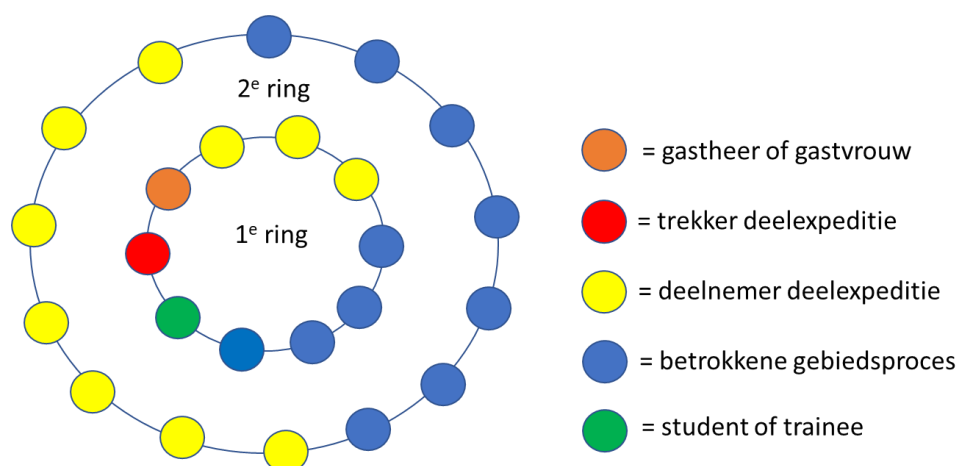 2e ring
1e ring
= gastheer of gastvrouw
= trekker deelexpeditie
= deelnemer deelexpeditie
= betrokkene gebiedsproces
= student of trainee